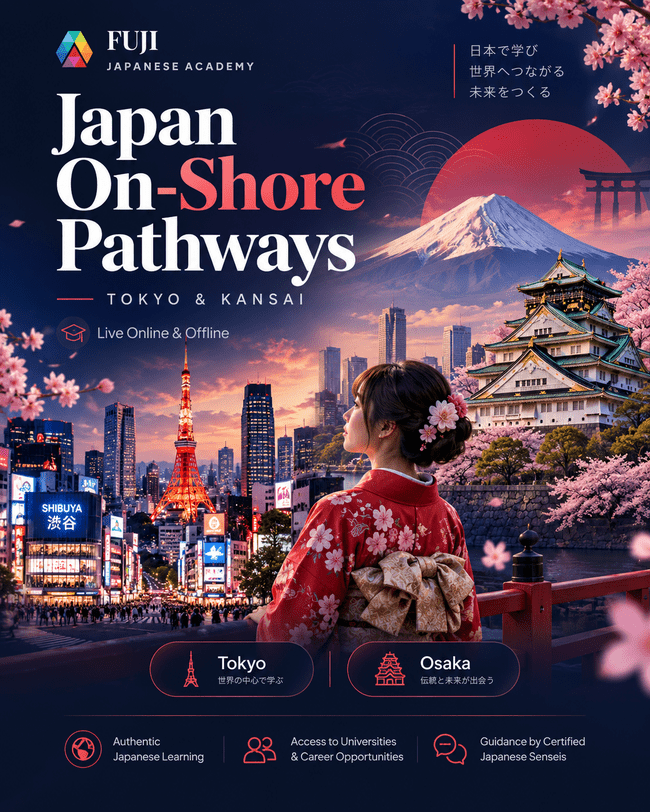 FUJI
JAPANESE ACADEMY
日本で学び
世界へつながる
未来をつくる
Japan
On-Shore
Pathways
TOKYO & KANSAI
Live Online & Offline
SHIBUYA
渋谷
Tokyo
世界の中心で学ぶ
Osaka
伝統と未来が出会う
Authentic
Japanese Learning
Access to Universities
& Career Opportunities
Guidance by Certified
Japanese Senseis